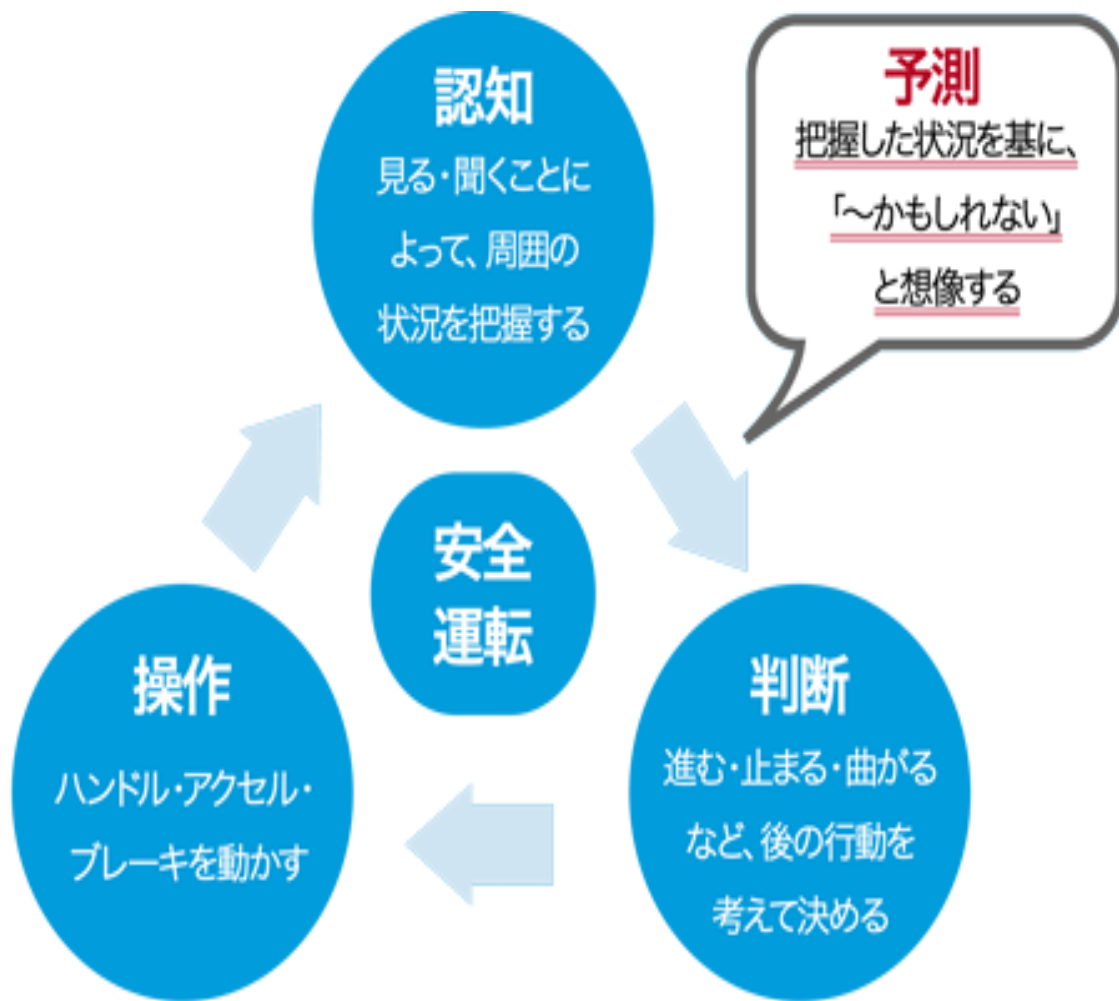 認知
見る・聞くことに
よって、周囲の
状況を把握する
予測
把握した状況を基に、
「～かもしれない」
と想像する
安全
運転
操作
ハンドル・アクセル・
ブレーキを動かす
判断
進む・止まる・曲がる
など、後の行動を
考えて決める